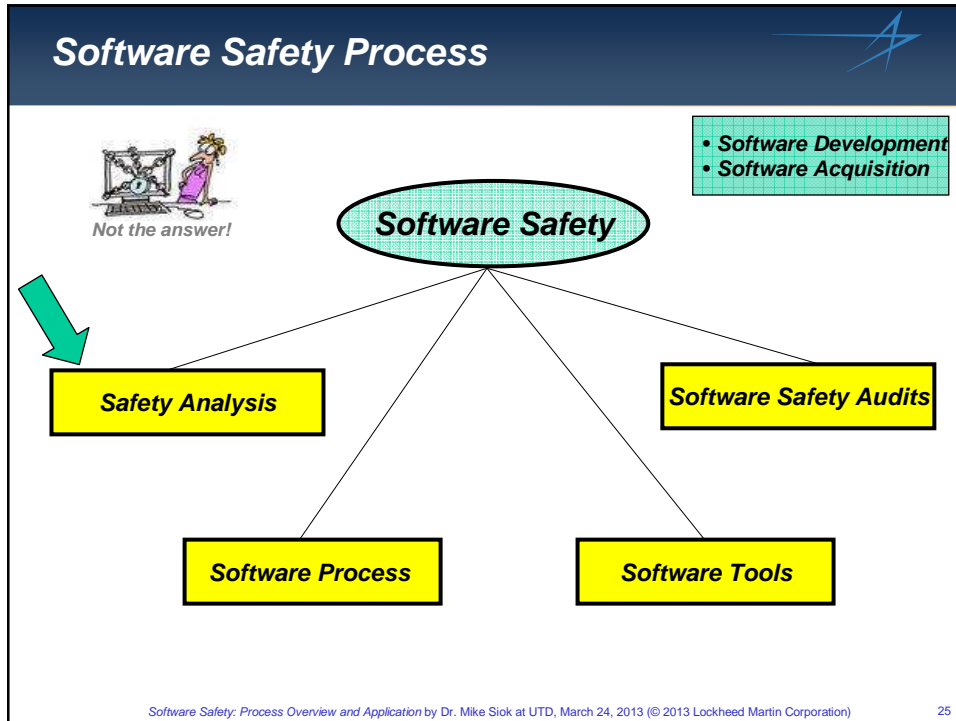 Software Safety Process
• Software Development
• Software Acquisition
Not the answer!
Software Safety
Safety Analysis
Software Safety Audits
Software Process
Software Tools
Software Safety: Process Overview and Application by Dr. Mike Siok at UTD, March 24, 2013 (© 2013 Lockheed Martin Corporation) 25